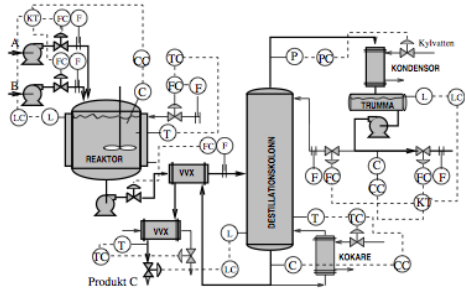 KT FC F
A
FC F
TC
CC
B
FC F
C
LC L
T
REAKTOR
FC F
VVX
VVX
T
TC
LC
Produkt C
P PC
Kylvatten
KONDENSOR
TRUMMA
L LC
DESTILLATIONSKOLONN
F FC
C
CC
FC F
KT
L
T TC
C
CC
KOKARE